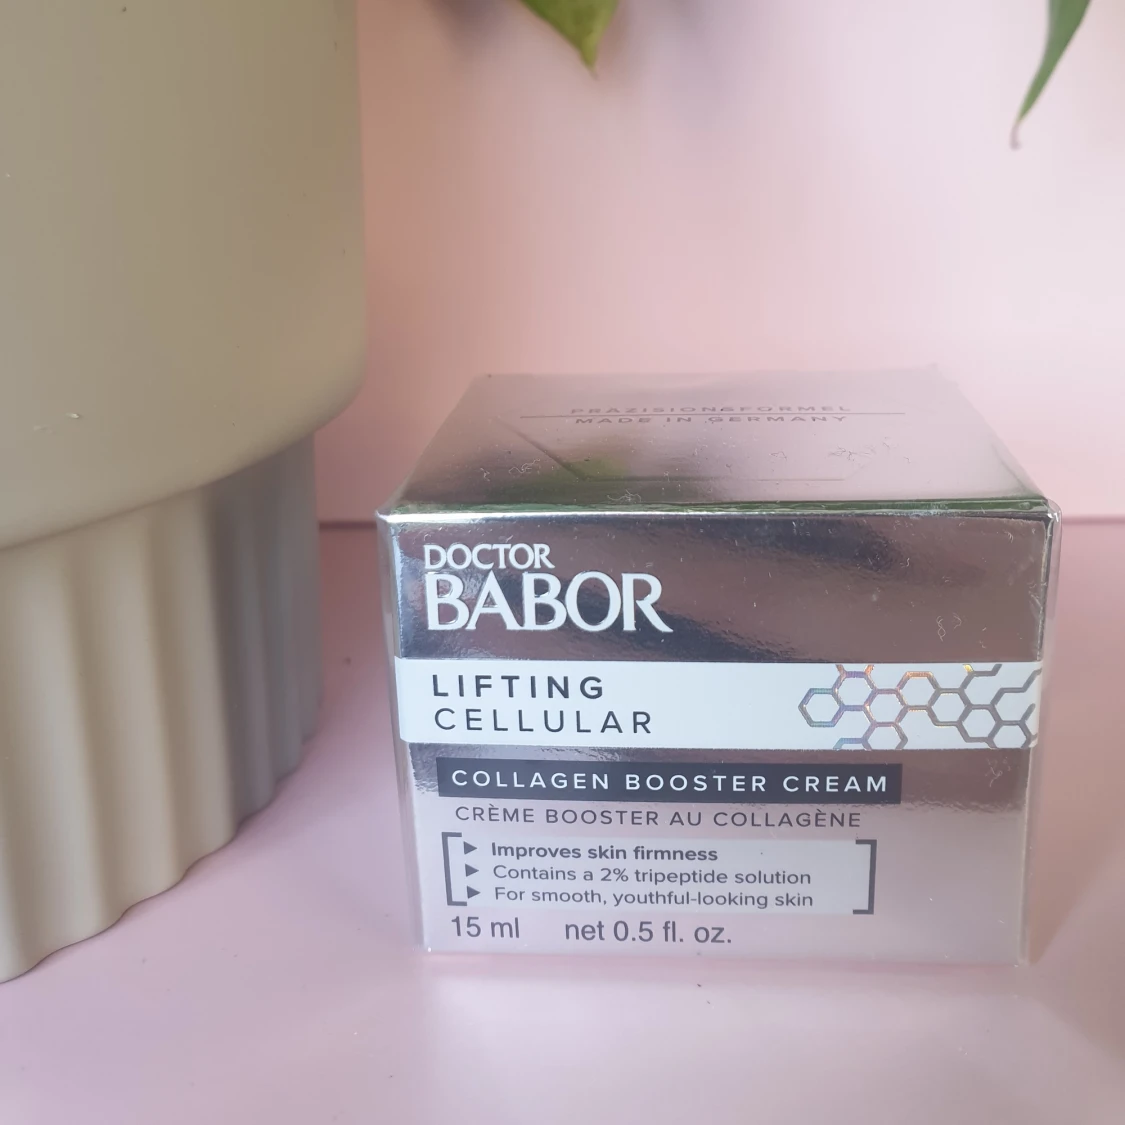 PRÄZISIONSFORMEL
MADE IN GERMANY
DOCTOR
BABOR
LIFTING
CELLULAR
COLLAGEN BOOSTER CREAM
CRÈME BOOSTER AU COLLAGÈNE
Improves skin firmness
Contains a 2% tripeptide solution
For smooth, youthful-looking skin
15 ml net 0.5 fl. oz.